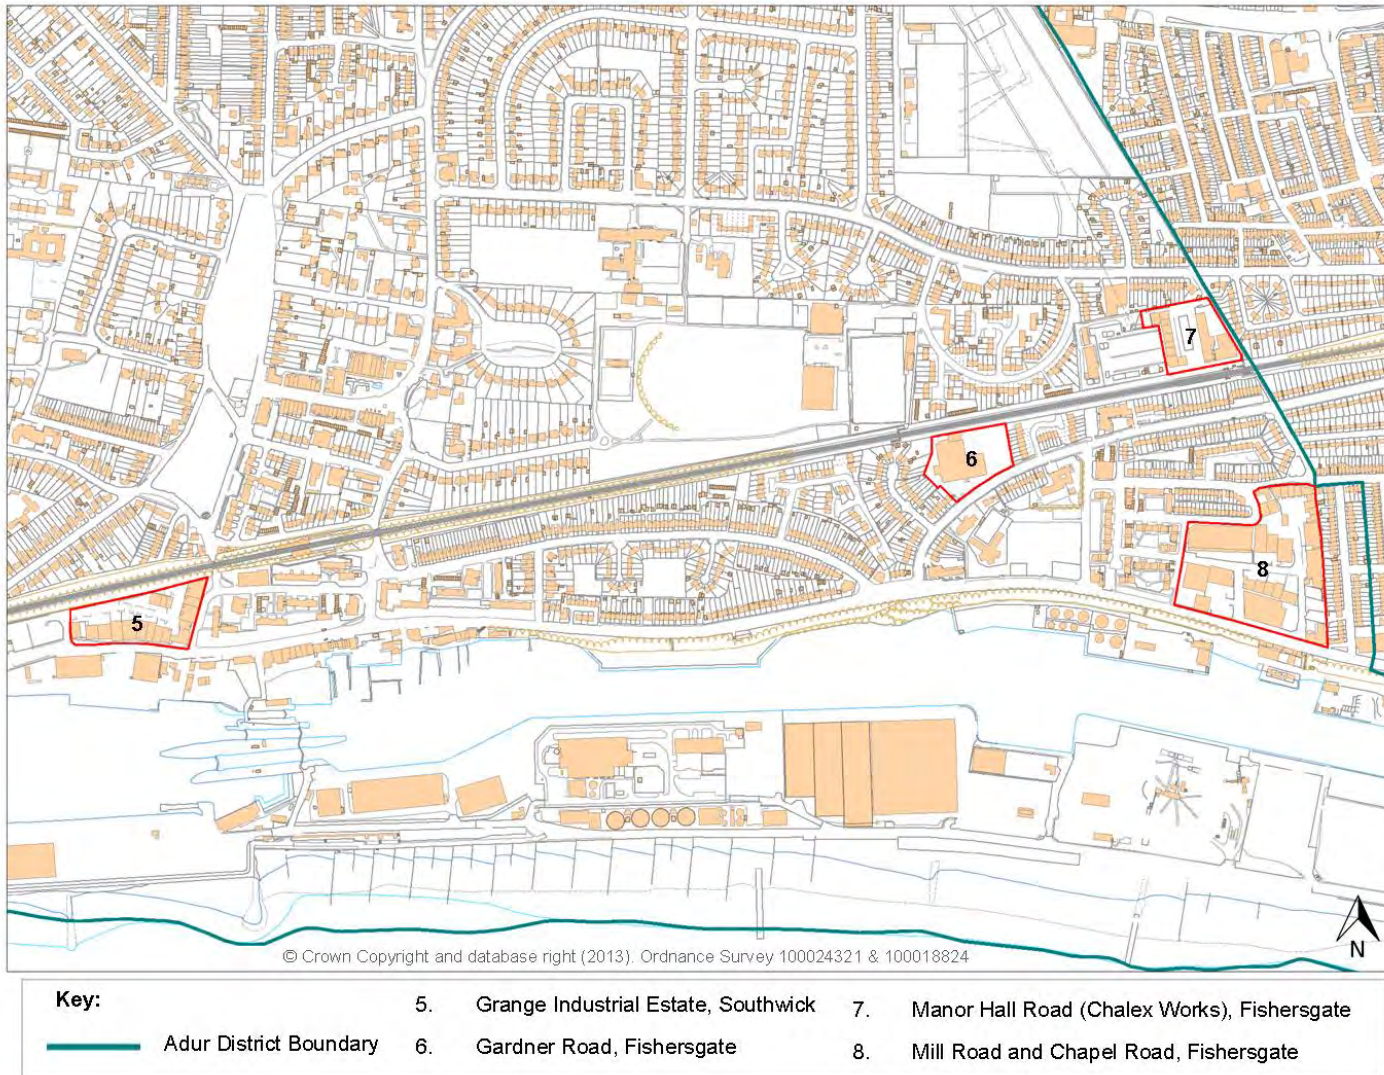 7
6
8
5
N
© Crown Copyright and database right (2013). Ordnance Survey 100024321 & 100018824
Key:
Adur District Boundary
5. Grange Industrial Estate, Southwick
6. Gardner Road, Fishersgate
7. Manor Hall Road (Chalex Works), Fishersgate
8. Mill Road and Chapel Road, Fishersgate